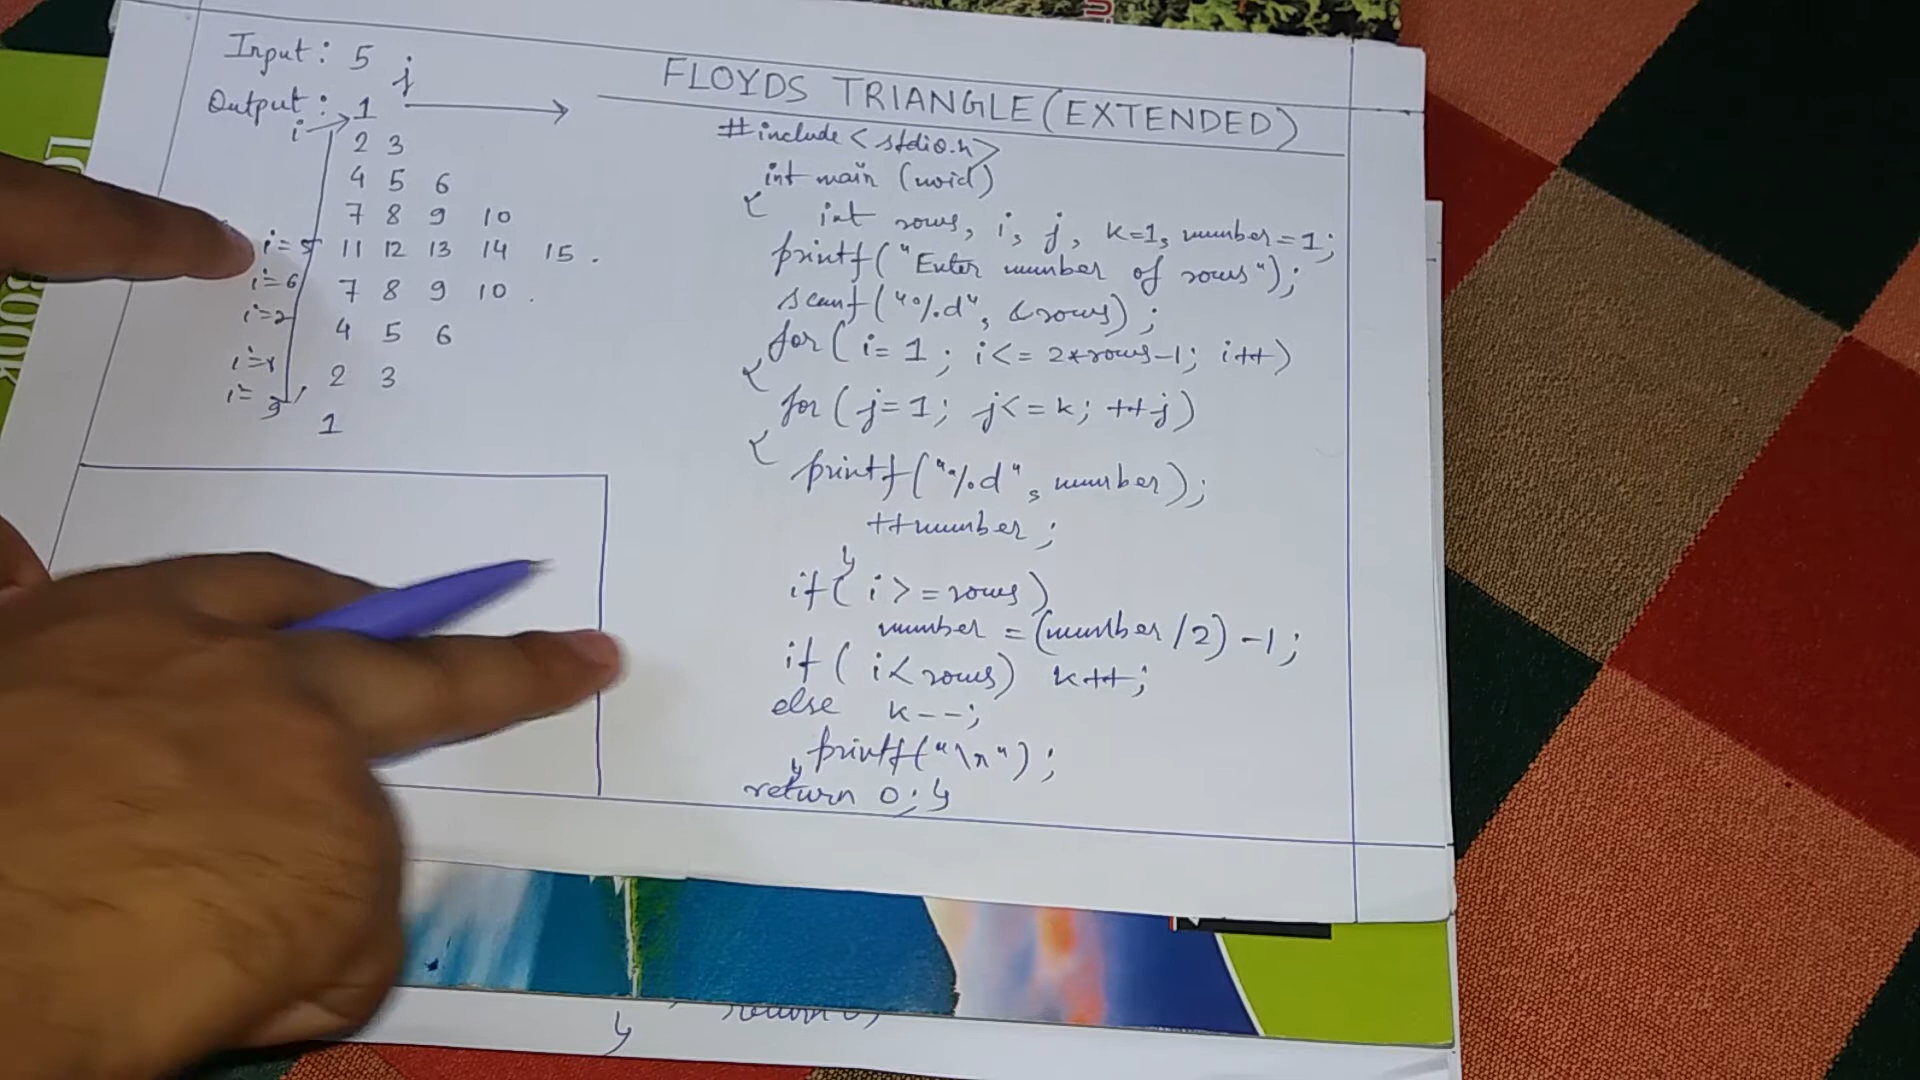 Input: 5
j
Output: 1
i
2 3
4 5 6
7 8 9 10
i=5 11 12 13 14 15.
i=6 7 8 9 10.
i=2 4 5 6
2 3
i=9
1
FLOYDS TRIANGLE (EXTENDED)
#include <stdio.h>
int main (void)
{ int rows, i, j, k=1, number=1;
printf("Enter number of rows");
scanf("%d", &rows);
for( i= 1; i<= 2*rows-1; i++)
{
for (j=1; j<=k; ++j)
{
printf("%d", number);
++number;
}
if( i>=rows)
number = (number/2) -1;
if( i< rows) k++;
else k--;
printf("\n");
}
return 0; }
BOOK
}